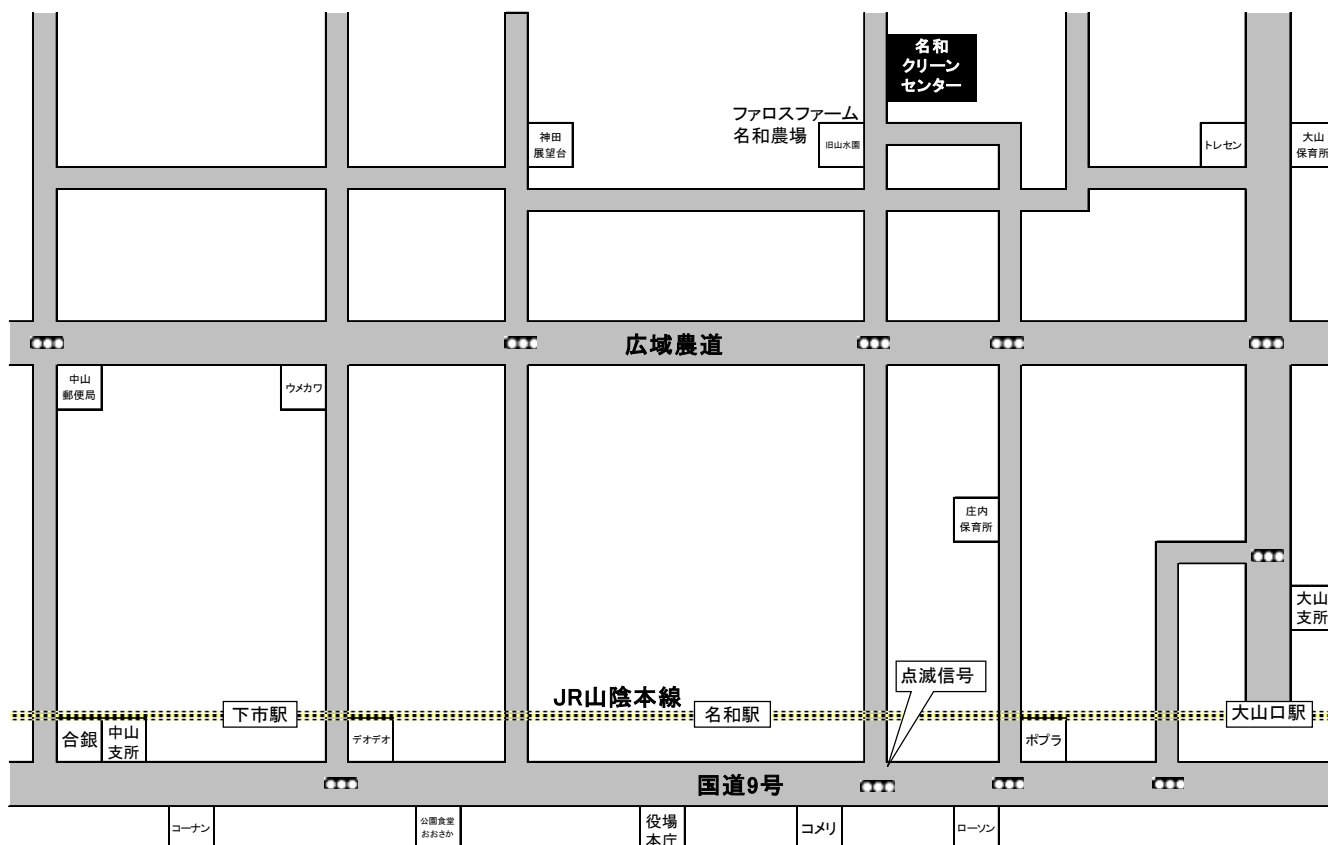 名和
クリーン
センター
ファロスファーム
名和農場
旧山水園
神田
展望台
トレセン
大山
保育所
広域農道
中山
郵便局
ウメカワ
庄内
保育所
大山
支所
点滅信号
JR山陰本線
下市駅
名和駅
大山口駅
合銀
中山
支所
デオデオ
ポプラ
国道9号
コーナン
公園食堂
おおさか
役場
本庁
コメリ
ローソン